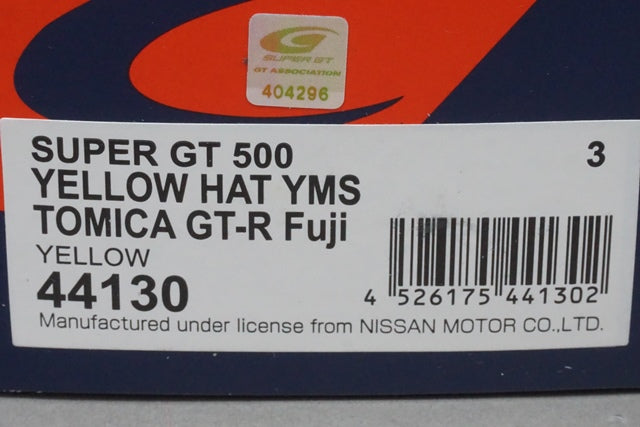 SUPER GT
GT ASSOCIATION
404296
SUPER GT 500 3
YELLOW HAT YMS
TOMICA GT-R Fuji
YELLOW
44130
4 526175 441302
Manufactured under license from NISSAN MOTOR CO.,LTD.